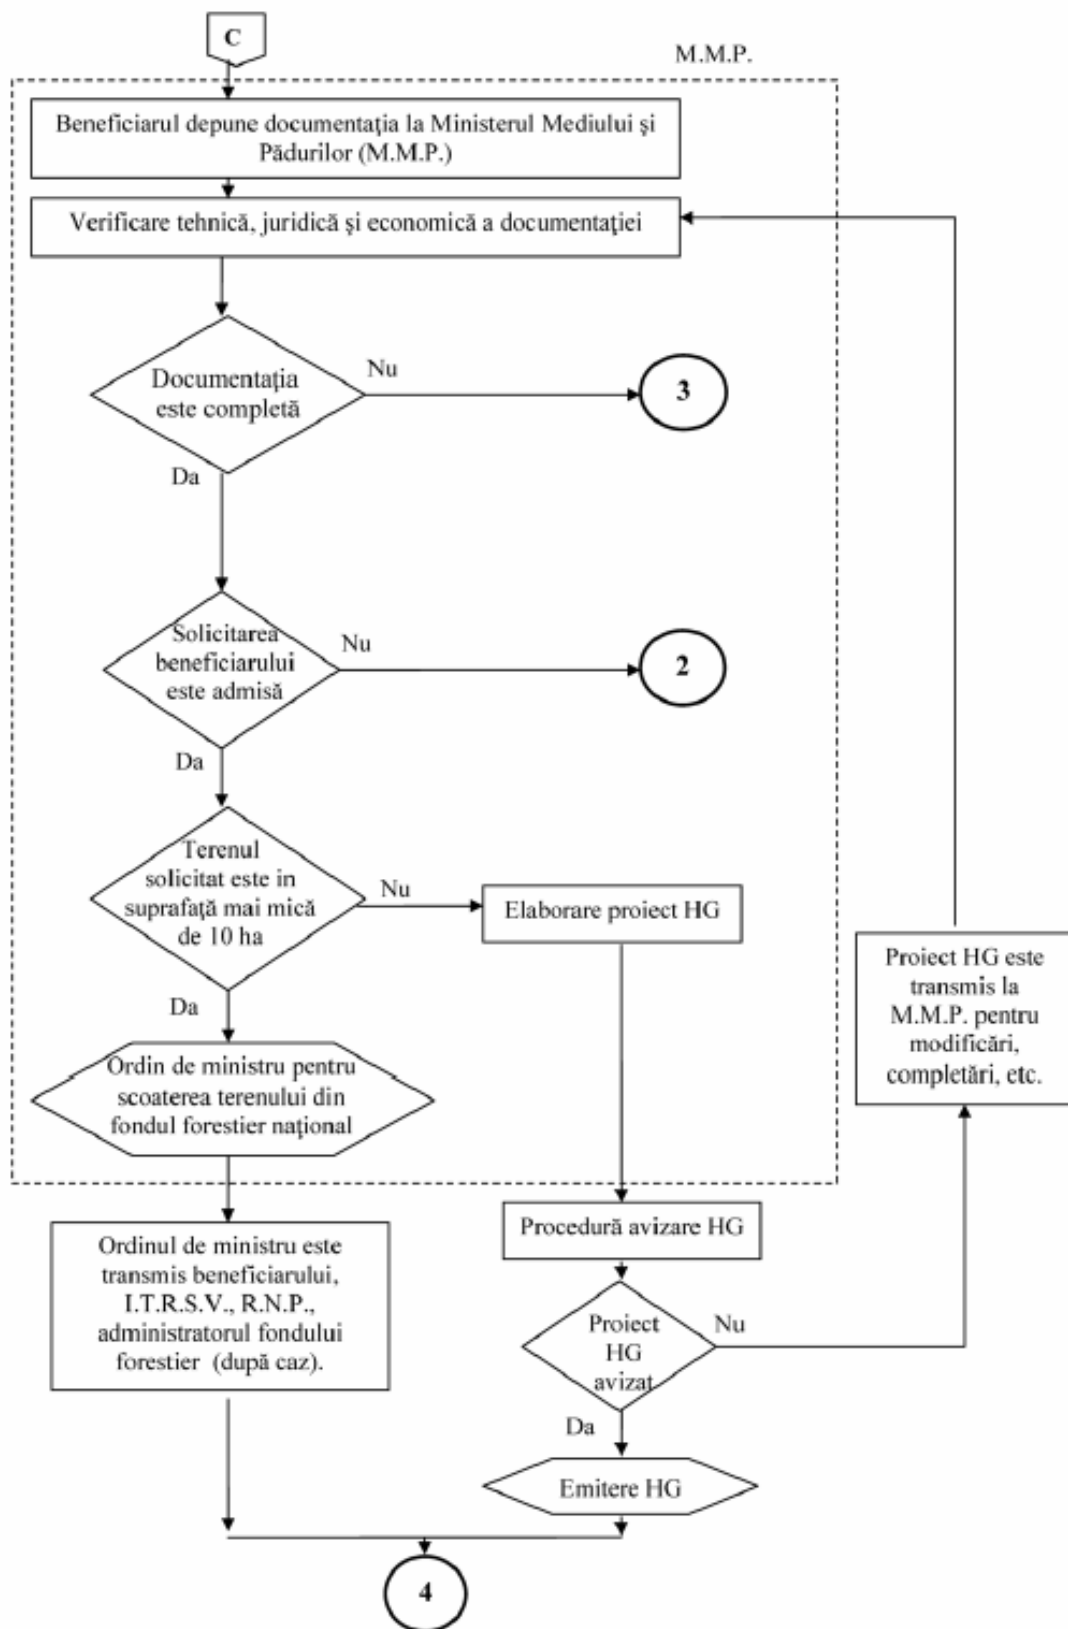 C
M.M.P.
Beneficiarul depune documentaţia la Ministerul Mediului şi
Pădurilor (M.M.P.)
Verificare tehnică, juridică şi economică a documentaţiei
Documentaţia
este completă
Nu
3
Da
Solicitarea
beneficiarului
este admisă
Nu
2
Da
Terenul
solicitat este in
suprafaţă mai mică
de 10 ha
Nu
Elaborare proiect HG
Da
Proiect HG este
transmis la
M.M.P. pentru
modificări,
completări, etc.
Ordin de ministru pentru
scoaterea terenului din
fondul forestier naţional
Ordinul de ministru este
transmis beneficiarului,
I.T.R.S.V., R.N.P.,
administratorul fondului
forestier (după caz).
Procedură avizare HG
Proiect
HG
avizat
Nu
Da
Emitere HG
4